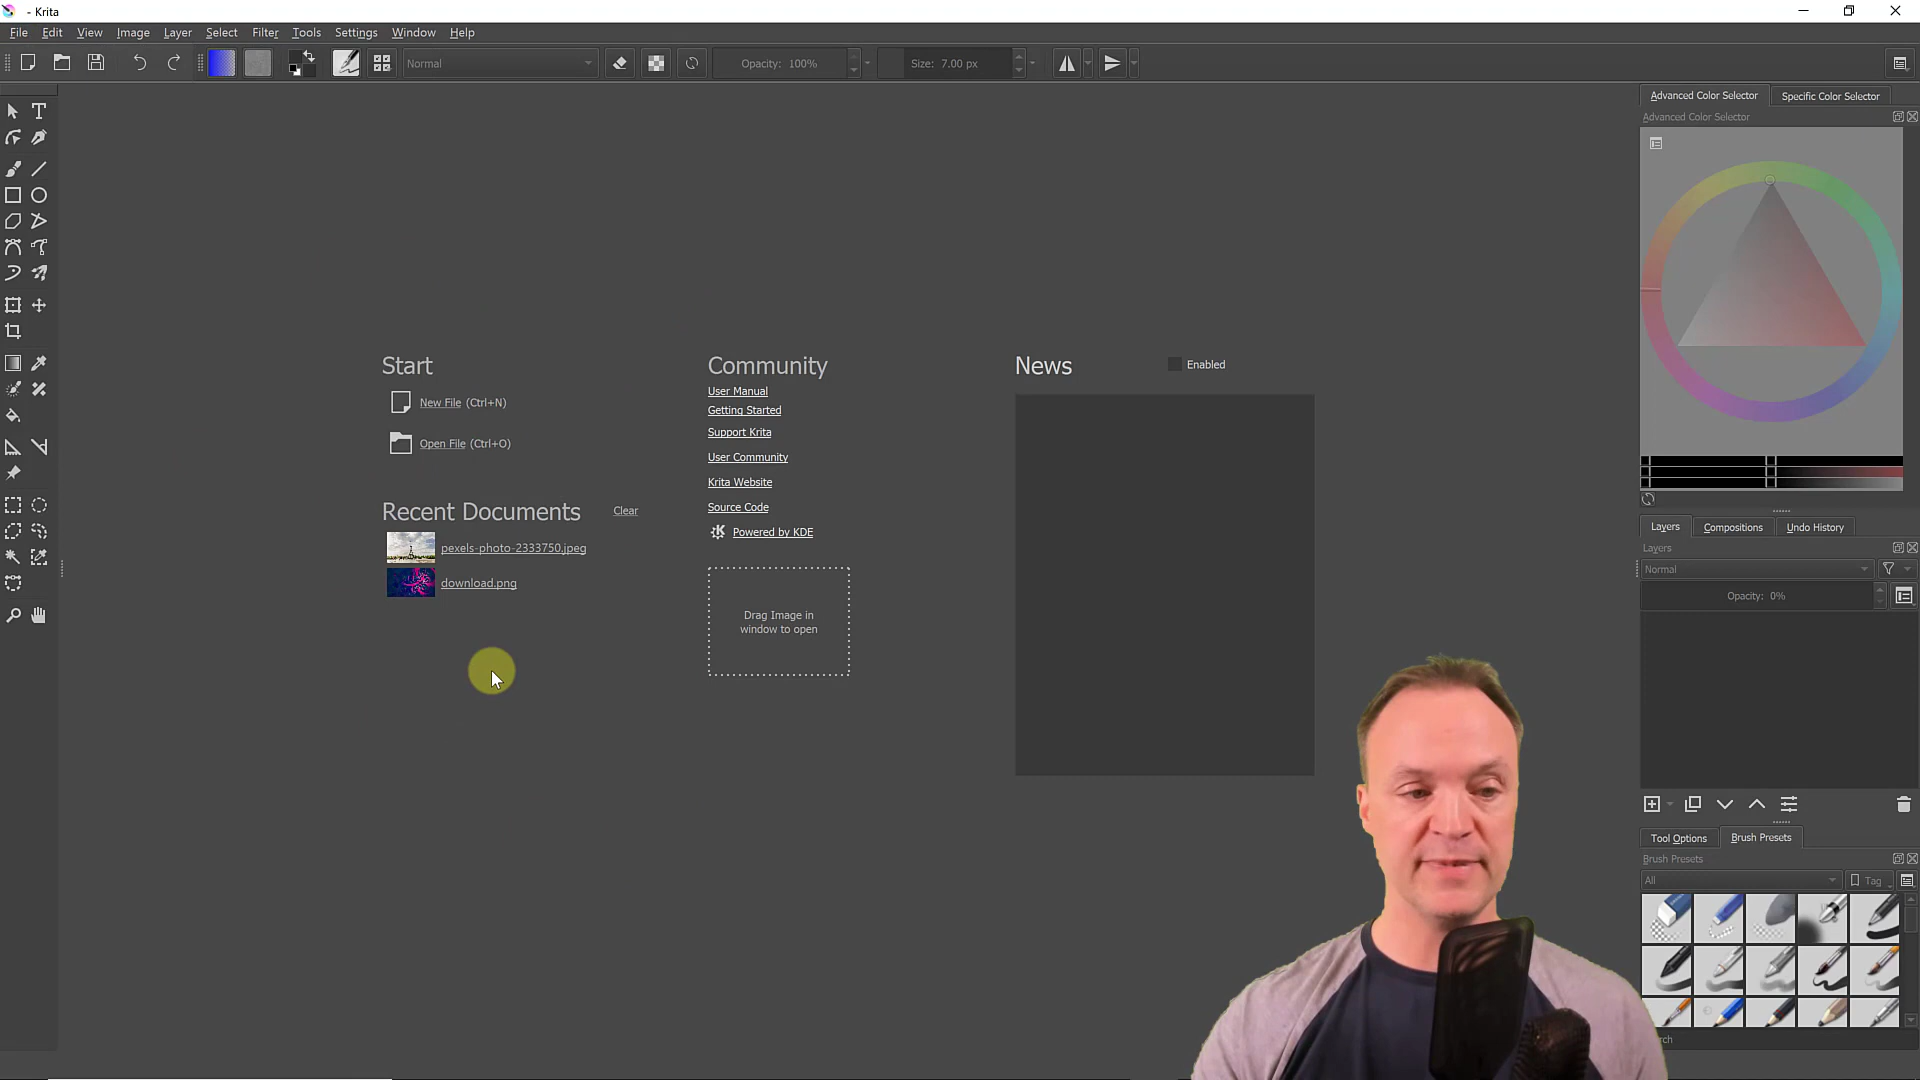 - Krita
File Edit View Image Layer Select Filter Tools Settings Window Help
Normal
Opacity: 100%
Size: 7.00 px
Advanced Color Selector
Specific Color Selector
Advanced Color Selector
Start
New File (Ctrl+N)
Open File (Ctrl+O)
Recent Documents
Clear
pexels-photo-2333750.jpeg
download.png
Community
User Manual
Getting Started
Support Krita
User Community
Krita Website
Source Code
Powered by KDE
Drag Image in
window to open
News
Enabled
Layers
Compositions
Undo History
Layers
Normal
Opacity: 0%
Tool Options
Brush Presets
Brush Presets
All
Tag